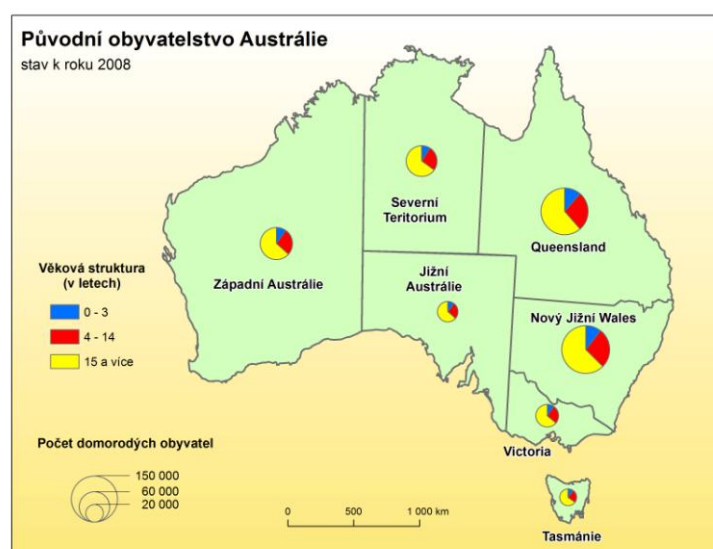 Původní obyvatelstvo Austrálie
stav k roku 2008
Severní
Teritorium
Queensland
Západní Austrálie
Jižní
Austrálie
Nový Jižní Wales
Victoria
Tasmánie
Věková struktura
(v letech)
0 - 3
4 - 14
15 a více
Počet domorodých obyvatel
150 000
60 000
20 000
0 500 1 000 km